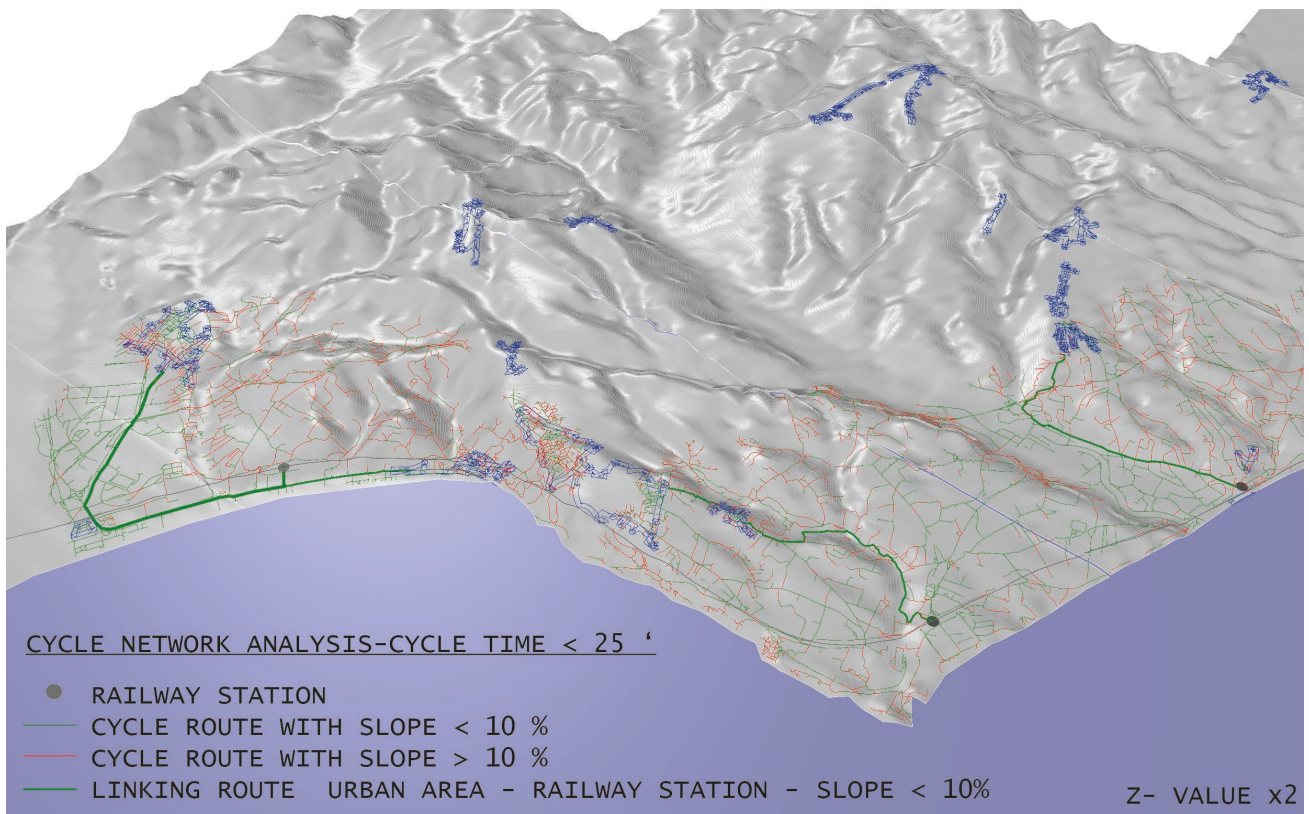 CYCLE NETWORK ANALYSIS-CYCLE TIME < 25 ‘
RAILWAY STATION
CYCLE ROUTE WITH SLOPE < 10 %
CYCLE ROUTE WITH SLOPE > 10 %
LINKING ROUTE URBAN AREA - RAILWAY STATION - SLOPE < 10%
Z- VALUE x2